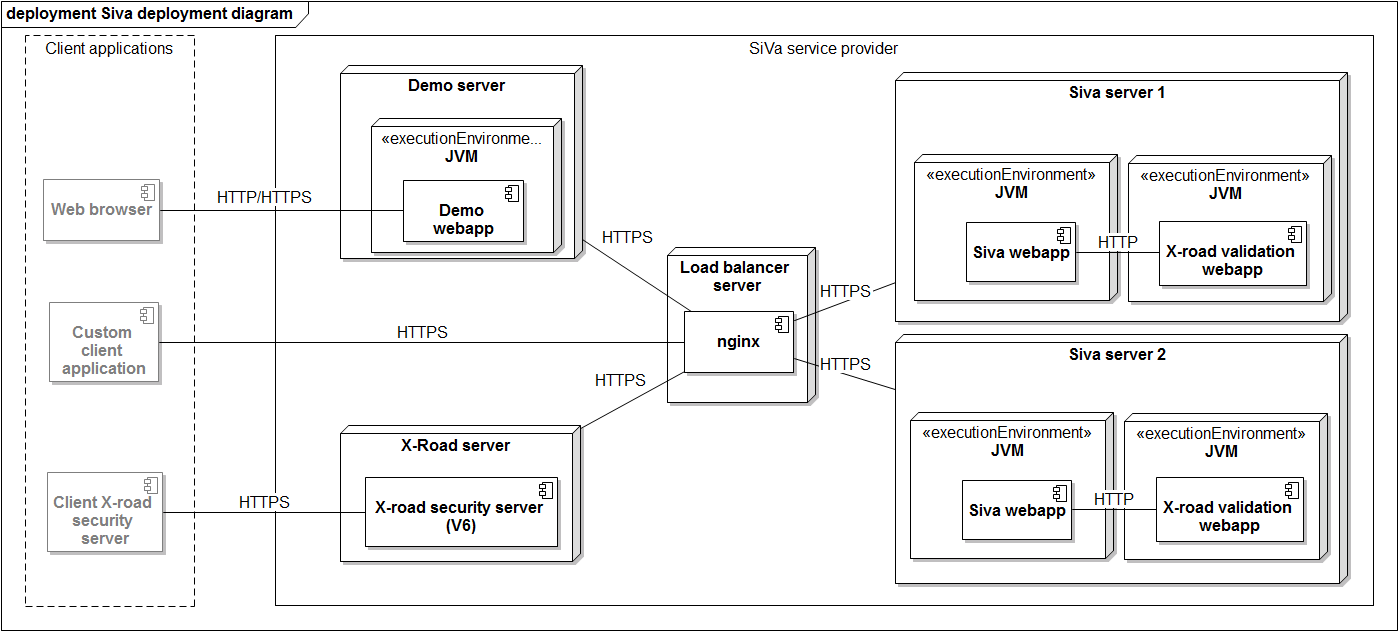 deployment Siva deployment diagram
Client applications
SiVa service provider
Demo server
«executionEnvironme...
JVM
Demo
webapp
Web browser
HTTP/HTTPS
HTTPS
Custom
client
application
HTTPS
Client X-road
security
server
HTTPS
X-Road server
X-road security server
(V6)
HTTPS
Load balancer
server
nginx
HTTPS
HTTPS
Siva server 1
«executionEnvironment»
JVM
Siva webapp
HTTP
«executionEnvironment»
JVM
X-road validation
webapp
Siva server 2
«executionEnvironment»
JVM
Siva webapp
HTTP
«executionEnvironment»
JVM
X-road validation
webapp